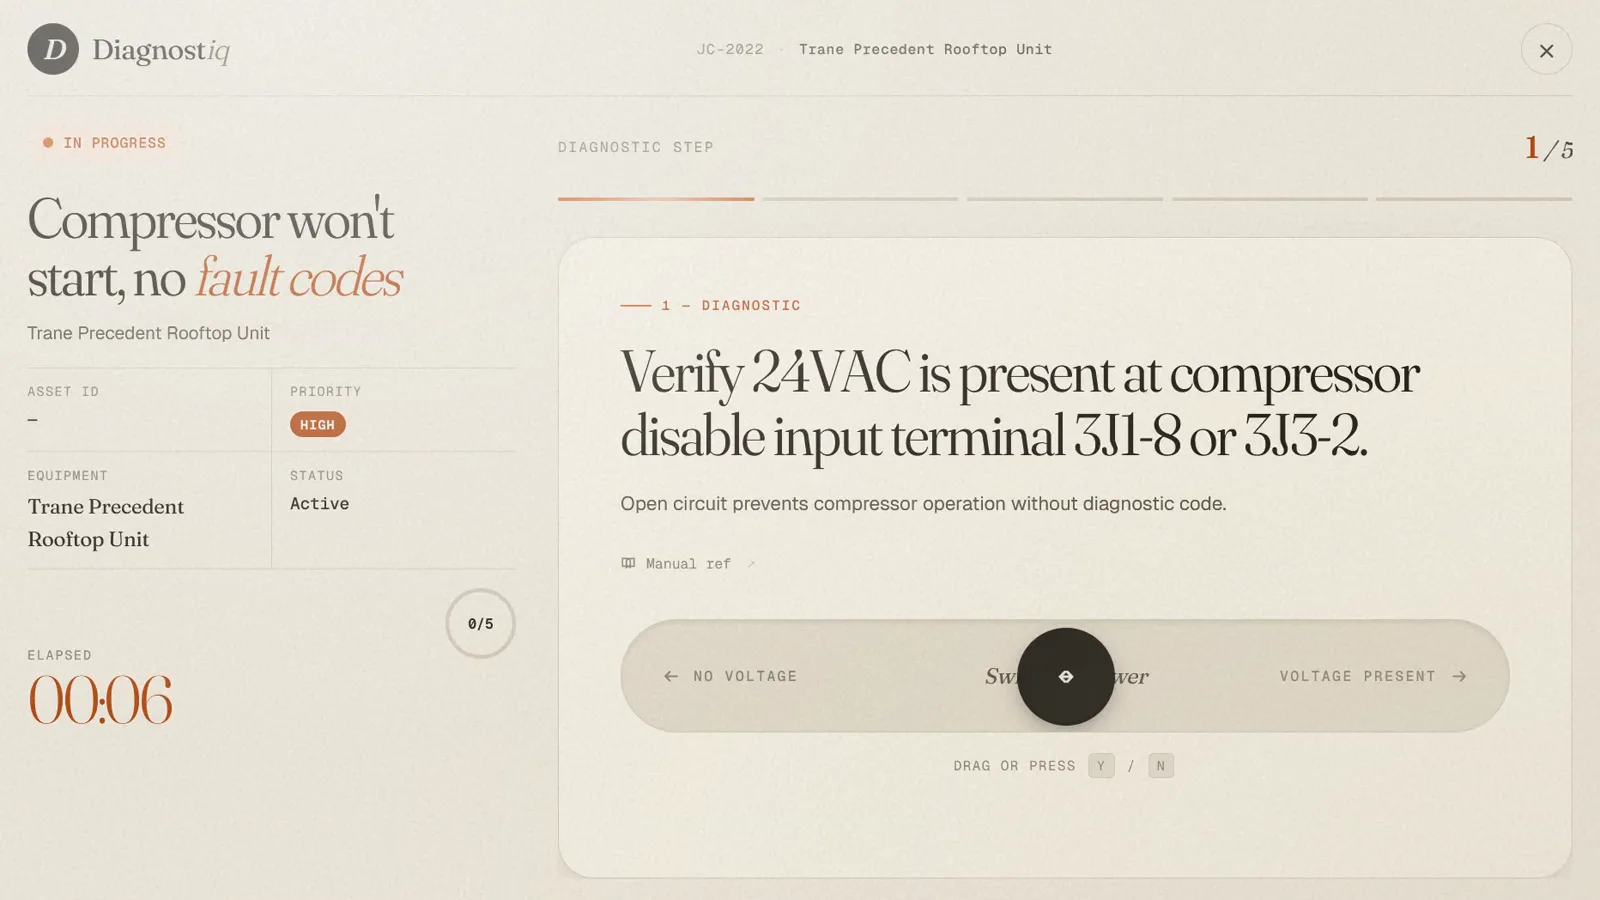 D Diagnostiq
JC-2022 · Trane Precedent Rooftop Unit
IN PROGRESS
Compressor won't
start, no fault codes
Trane Precedent Rooftop Unit
ASSET ID
—
PRIORITY
HIGH
EQUIPMENT
Trane Precedent
Rooftop Unit
STATUS
Active
0/5
ELAPSED
00:06
DIAGNOSTIC STEP
1/5
1 — DIAGNOSTIC
Verify 24VAC is present at compressor
disable input terminal 3J1-8 or 3J3-2.
Open circuit prevents compressor operation without diagnostic code.
Manual ref ↗
← NO VOLTAGE
VOLTAGE PRESENT →
DRAG OR PRESS Y / N